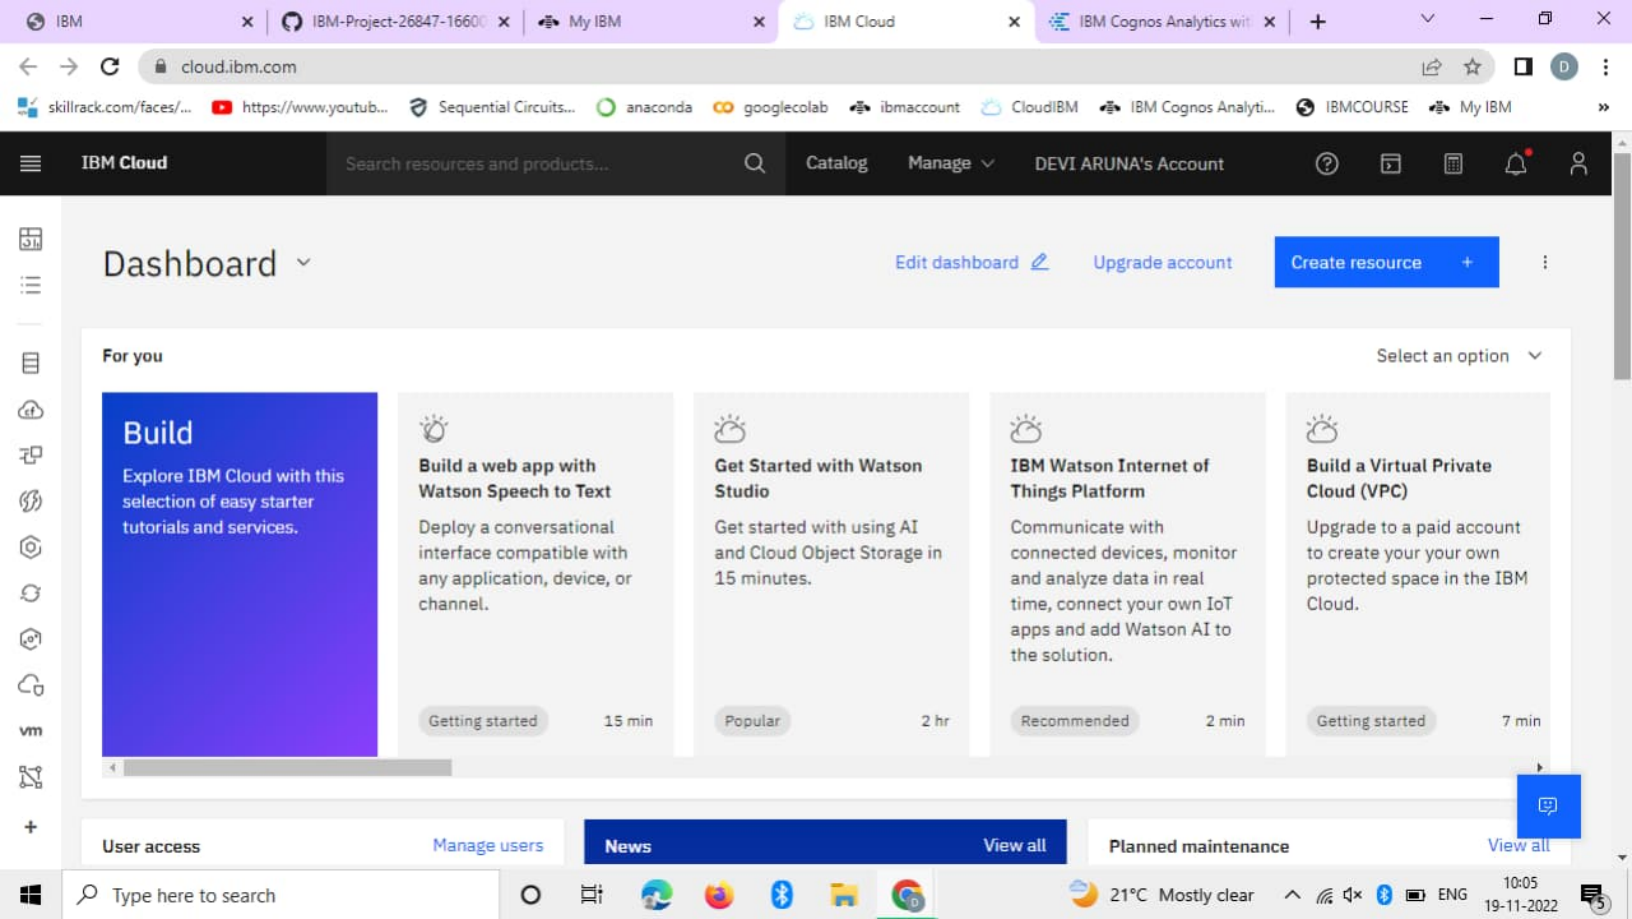 IBM
IBM-Project-26847-16600
My IBM
IBM Cloud
IBM Cognos Analytics wit
cloud.ibm.com
D
skillrack.com/faces/...
https://www.youtub...
Sequential Circuits...
anaconda
googlecolab
ibmaccount
CloudIBM
IBM Cognos Analyti...
IBMCOURSE
My IBM
»
IBM Cloud
Search resources and products...
Catalog
Manage
DEVI ARUNA's Account
Dashboard
Edit dashboard
Upgrade account
Create resource +
For you
Select an option
Build
Explore IBM Cloud with this
selection of easy starter
tutorials and services.
Build a web app with
Watson Speech to Text
Deploy a conversational
interface compatible with
any application, device, or
channel.
Getting started
15 min
Get Started with Watson
Studio
Get started with using AI
and Cloud Object Storage in
15 minutes.
Popular
2 hr
IBM Watson Internet of
Things Platform
Communicate with
connected devices, monitor
and analyze data in real
time, connect your own IoT
apps and add Watson AI to
the solution.
Recommended
2 min
Build a Virtual Private
Cloud (VPC)
Upgrade to a paid account
to create your your own
protected space in the IBM
Cloud.
Getting started
7 min
vm
User access
Manage users
News
View all
Planned maintenance
View all
Type here to search
21°C Mostly clear
ENG
10:05
19-11-2022
5